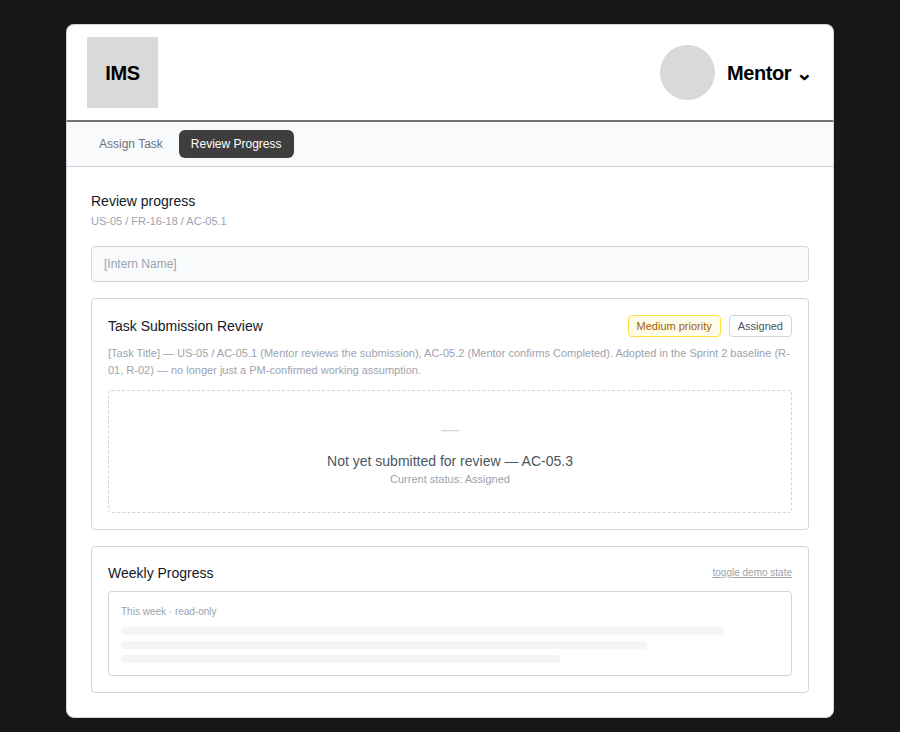 IMS
Mentor
Assign Task
Review Progress
Review progress
US-05 / FR-16-18 / AC-05.1
[Intern Name]
Task Submission Review
Medium priority
Assigned
[Task Title] — US-05 / AC-05.1 (Mentor reviews the submission), AC-05.2 (Mentor confirms Completed). Adopted in the Sprint 2 baseline (R-
01, R-02) — no longer just a PM-confirmed working assumption.
—
Not yet submitted for review — AC-05.3
Current status: Assigned
Weekly Progress
toggle demo state
This week · read-only